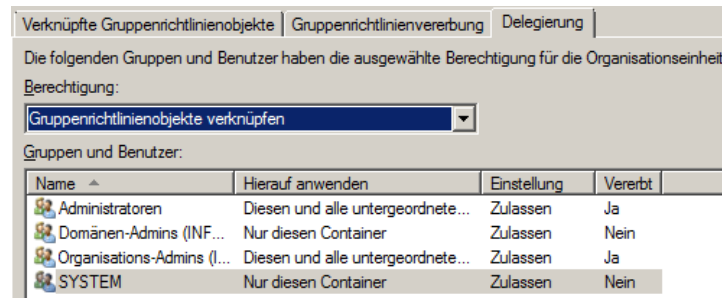 Verknüpfte Gruppenrichtlinienobjekte Gruppenrichtlinienvererbung Delegierung
Die folgenden Gruppen und Benutzer haben die ausgewählte Berechtigung für die Organisationseinheit
Berechtigung:
Gruppenrichtlinienobjekte verknüpfen
Gruppen und Benutzer:
Name Hierauf anwenden Einstellung Vererbt
Administratoren Diesen und alle untergeordnete... Zulassen Ja
Domänen-Admins (INF... Nur diesen Container Zulassen Nein
Organisations-Admins (I... Diesen und alle untergeordnete... Zulassen Ja
SYSTEM Nur diesen Container Zulassen Nein